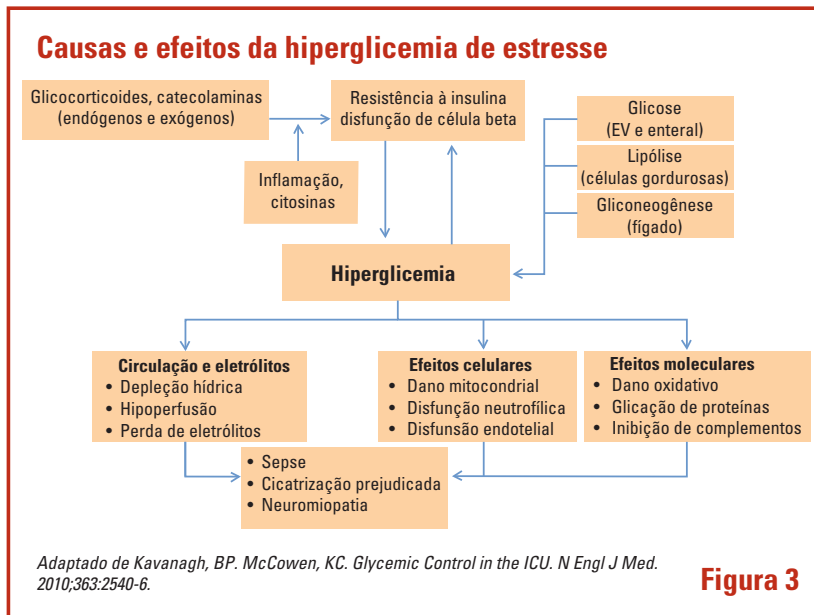 Causas e efeitos da hiperglicemia de estresse
Glicocorticoides, catecolaminas
(endógenos e exógenos)
Resistência à insulina
disfunção de célula beta
Glicose
(EV e enteral)
Lipólise
(células gordurosas)
Gliconeogênese
(fígado)
Inflamação,
citosinas
Hiperglicemia
Circulação e eletrólitos
• Depleção hídrica
• Hipoperfusão
• Perda de eletrólitos
Efeitos celulares
• Dano mitocondrial
• Disfunção neutrofílica
• Disfunsão endotelial
Efeitos moleculares
• Dano oxidativo
• Glicação de proteínas
• Inibição de complementos
• Sepse
• Cicatrização prejudicada
• Neuromiopatia
Adaptado de Kavanagh, BP. McCowen, KC. Glycemic Control in the ICU. N Engl J Med.
2010;363:2540-6.
Figura 3